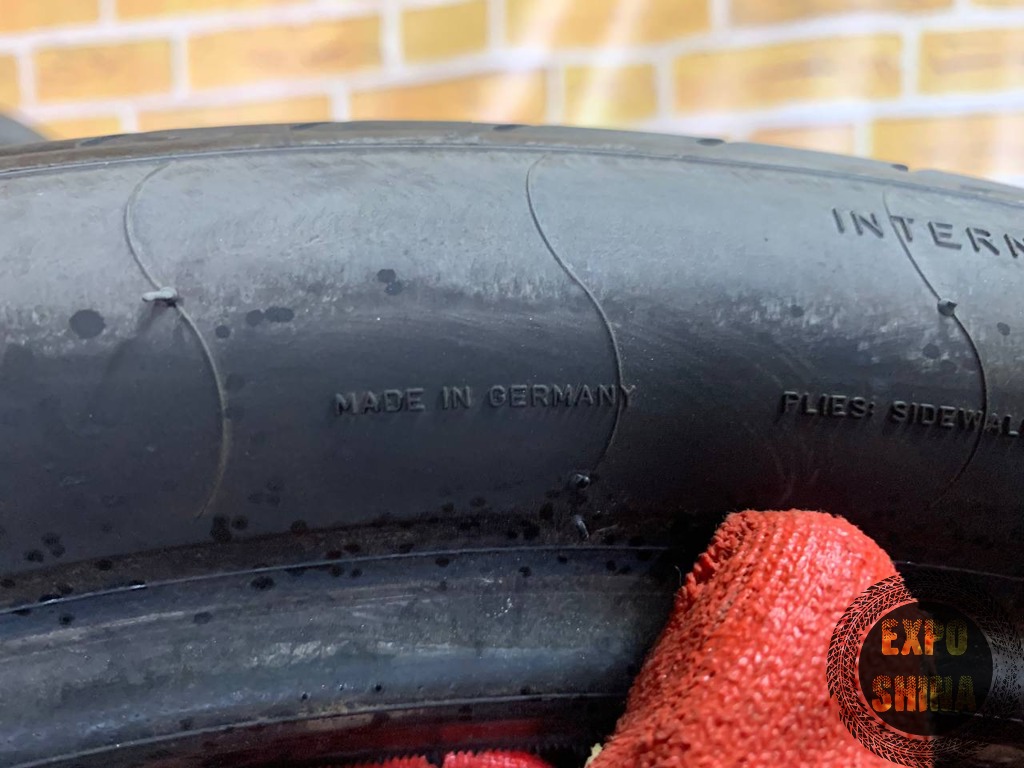 INTERN
MADE IN GERMANY
PLIES: SIDEWAL
EXPO
SHINA